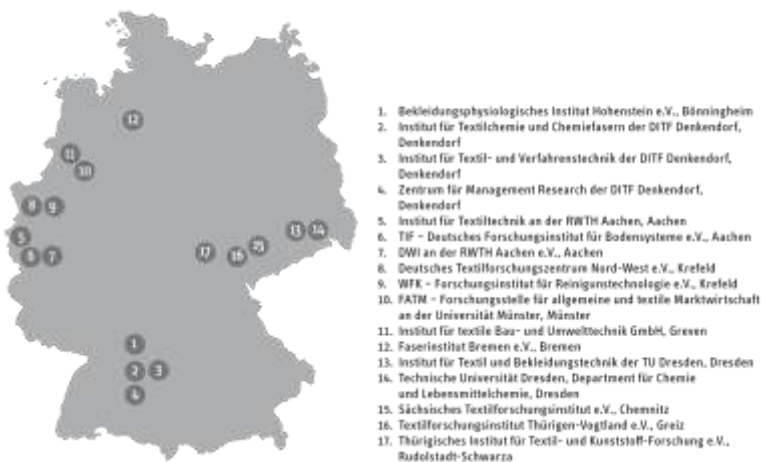 12
11
10
8 9
5
6 7
13 14
15
17 16
1
2 3
4
1. Bekleidungsphysiologisches Institut Hohenstein e.V., Bönningheim
2. Institut für Textilchemie und Chemiefasern der DITF Denkendorf,
Denkendorf
3. Institut für Textil- und Verfahrenstechnik der DITF Denkendorf,
Denkendorf
4. Zentrum für Management Research der DITF Denkendorf,
Denkendorf
5. Institut für Textiltechnik an der RWTH Aachen, Aachen
6. TIF – Deutsches Forschungsinstitut für Bodensysteme e.V., Aachen
7. DWI an der RWTH Aachen e.V., Aachen
8. Deutsches Textilforschungszentrum Nord-West e.V., Krefeld
9. WFK – Forschungsinstitut für Reinigunstechnologie e.V., Krefeld
10. FATM – Forschungsstelle für allgemeine und textile Marktwirtschaft
an der Universität Münster, Münster
11. Institut für textile Bau- und Umwelttechnik GmbH, Greven
12. Faserinstitut Bremen e.V., Bremen
13. Institut für Textil und Bekleidungstechnik der TU Dresden, Dresden
14. Technische Universität Dresden, Department für Chemie
und Lebensmittelchemie, Dresden
15. Sächsisches Textilforschungsinstitut e.V., Chemnitz
16. Textilforschungsinstitut Thürigen-Vogtland e.V., Greiz
17. Thürigisches Institut für Textil- und Kunststoff-Forschung e.V.,
Rudolstadt-Schwarza